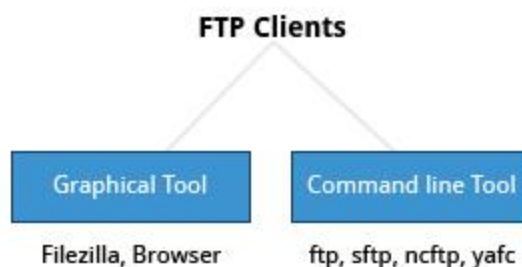 FTP Clients
Graphical Tool
Command line Tool
Filezilla, Browser
ftp, sftp, ncftp, yafc